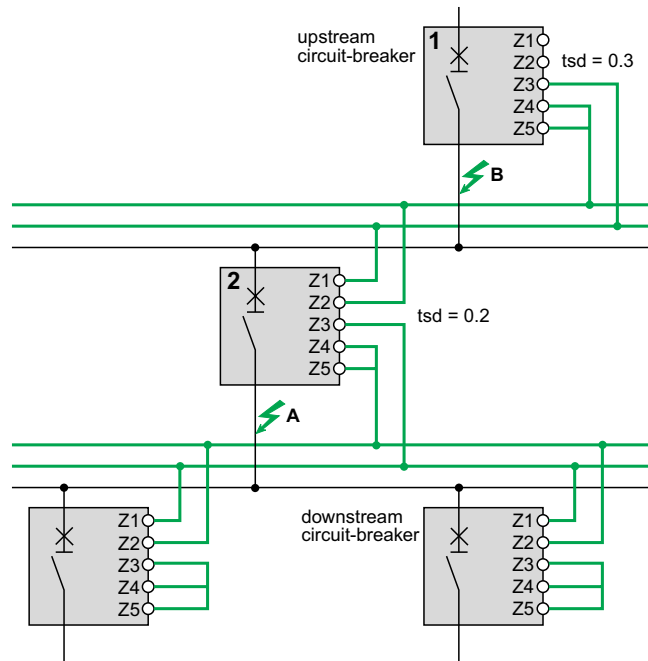 upstream
circuit-breaker
1
Z1
Z2
Z3
Z4
Z5
tsd = 0.3
B
2
Z1
Z2
Z3
Z4
Z5
tsd = 0.2
A
Z1
Z2
Z3
Z4
Z5
downstream
circuit-breaker
Z1
Z2
Z3
Z4
Z5